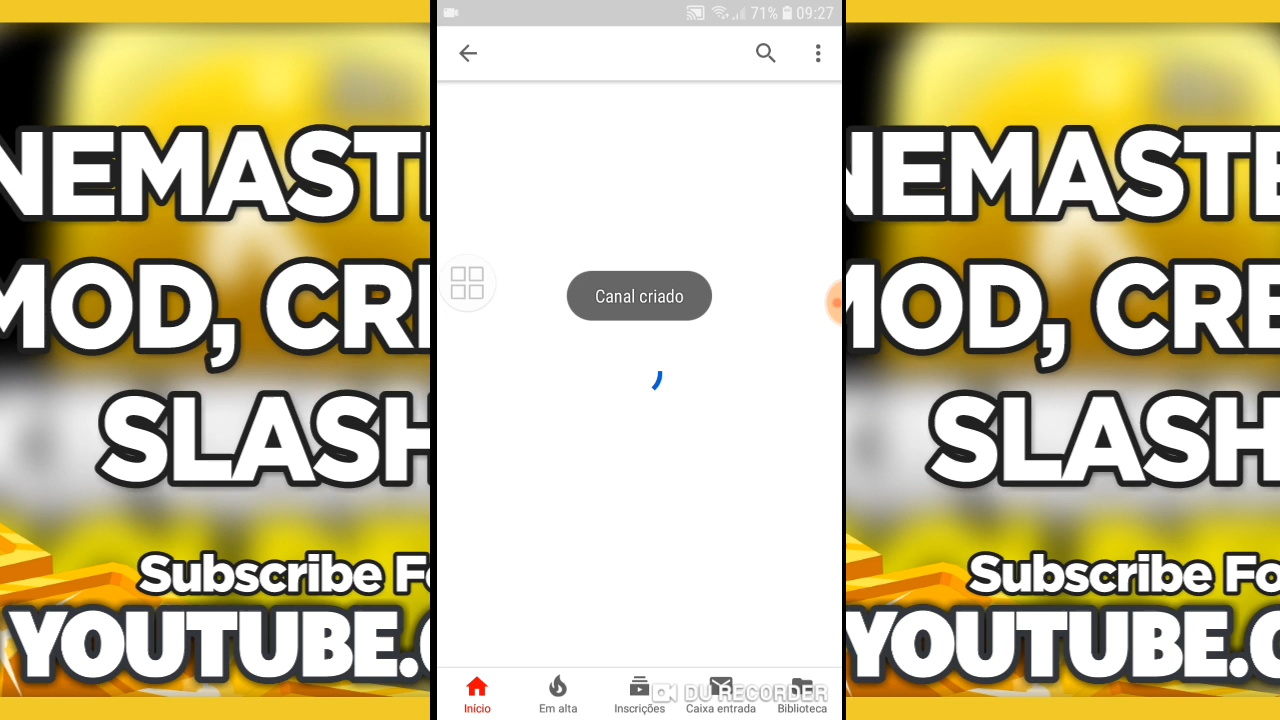 71% 09:27
Canal criado
Início
Em alta
Inscrições
Caixa entrada
Biblioteca
DU RECORDER
NEMASTE
MOD, CRE
SLASH
Subscribe Fo
YOUTUBE.C
NEMASTE
MOD, CRE
SLASH
Subscribe Fo
YOUTUBE.C